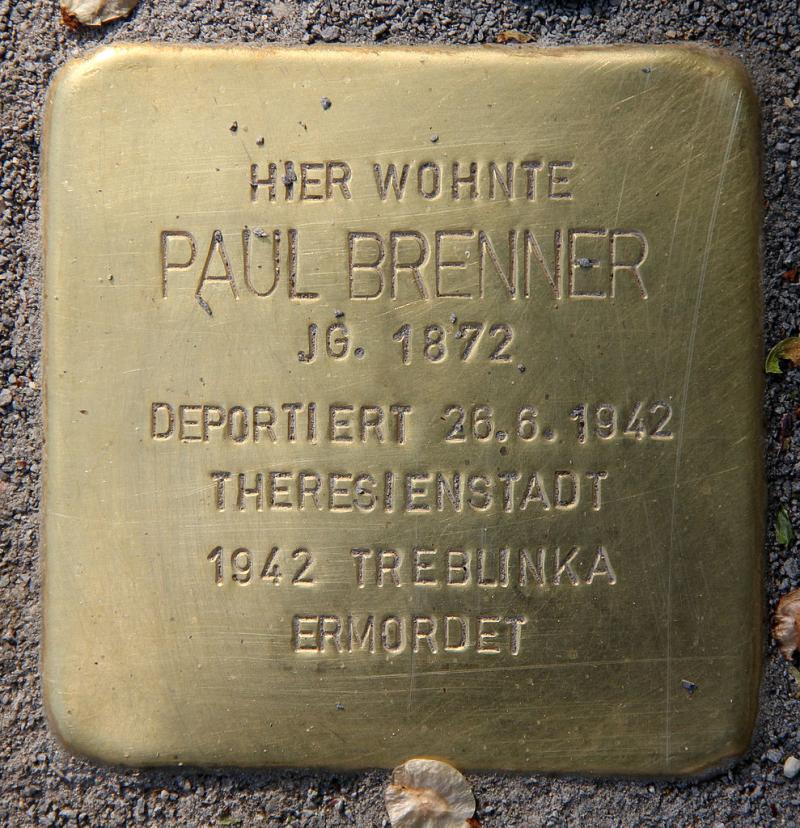 HIER WOHNTE
PAUL BRENNER
JG. 1872
DEPORTIERT 26.6.1942
THERESIENSTADT
1942 TREBLINKA
ERMORDET